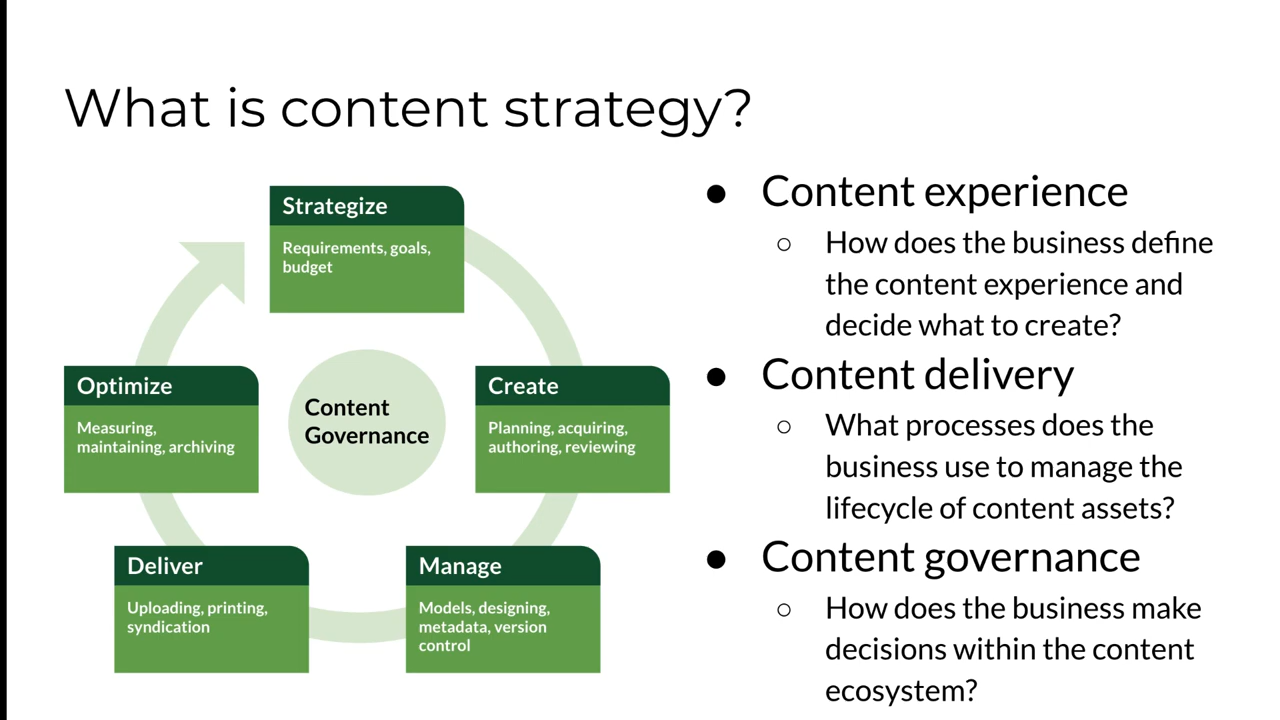 What is content strategy?
Strategize
Requirements, goals,
budget
Create
Planning, acquiring,
authoring, reviewing
Manage
Models, designing,
metadata, version
control
Deliver
Uploading, printing,
syndication
Optimize
Measuring,
maintaining, archiving
Content
Governance
● Content experience
○ How does the business define
the content experience and
decide what to create?
● Content delivery
○ What processes does the
business use to manage the
lifecycle of content assets?
● Content governance
○ How does the business make
decisions within the content
ecosystem?